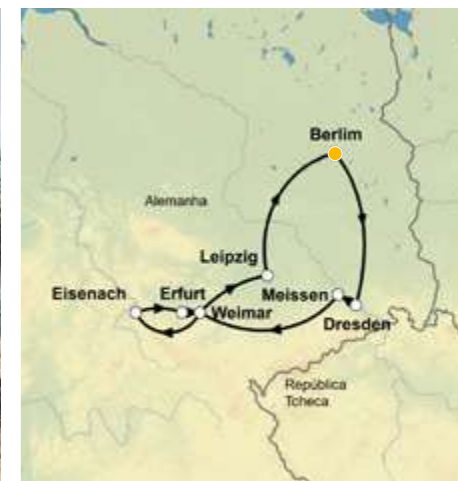 Berlim
Alemanha
Leipzig
Eisenach
Erfurt
Meissen
Weimar
Dresden
República
Tcheca